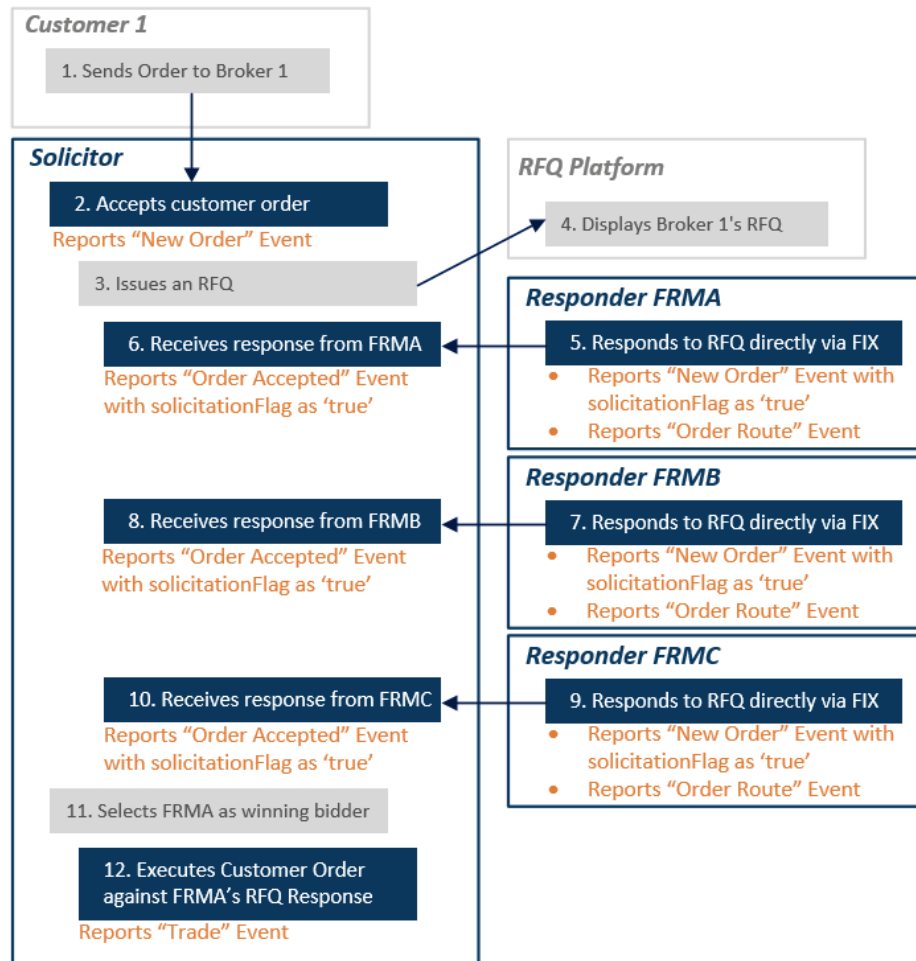 Customer 1
1. Sends Order to Broker 1
Solicitor
2. Accepts customer order
Reports “New Order” Event
3. Issues an RFQ
RFQ Platform
4. Displays Broker 1's RFQ
Responder FRMA
5. Responds to RFQ directly via FIX
• Reports “New Order” Event with
solicitationFlag as ‘true’
• Reports “Order Route” Event
6. Receives response from FRMA
Reports “Order Accepted” Event
with solicitationFlag as ‘true’
Responder FRMB
7. Responds to RFQ directly via FIX
• Reports “New Order” Event with
solicitationFlag as ‘true’
• Reports “Order Route” Event
8. Receives response from FRMB
Reports “Order Accepted” Event
with solicitationFlag as ‘true’
Responder FRMC
9. Responds to RFQ directly via FIX
• Reports “New Order” Event with
solicitationFlag as ‘true’
• Reports “Order Route” Event
10. Receives response from FRMC
Reports “Order Accepted” Event
with solicitationFlag as ‘true’
11. Selects FRMA as winning bidder
12. Executes Customer Order
against FRMA’s RFQ Response
Reports “Trade” Event